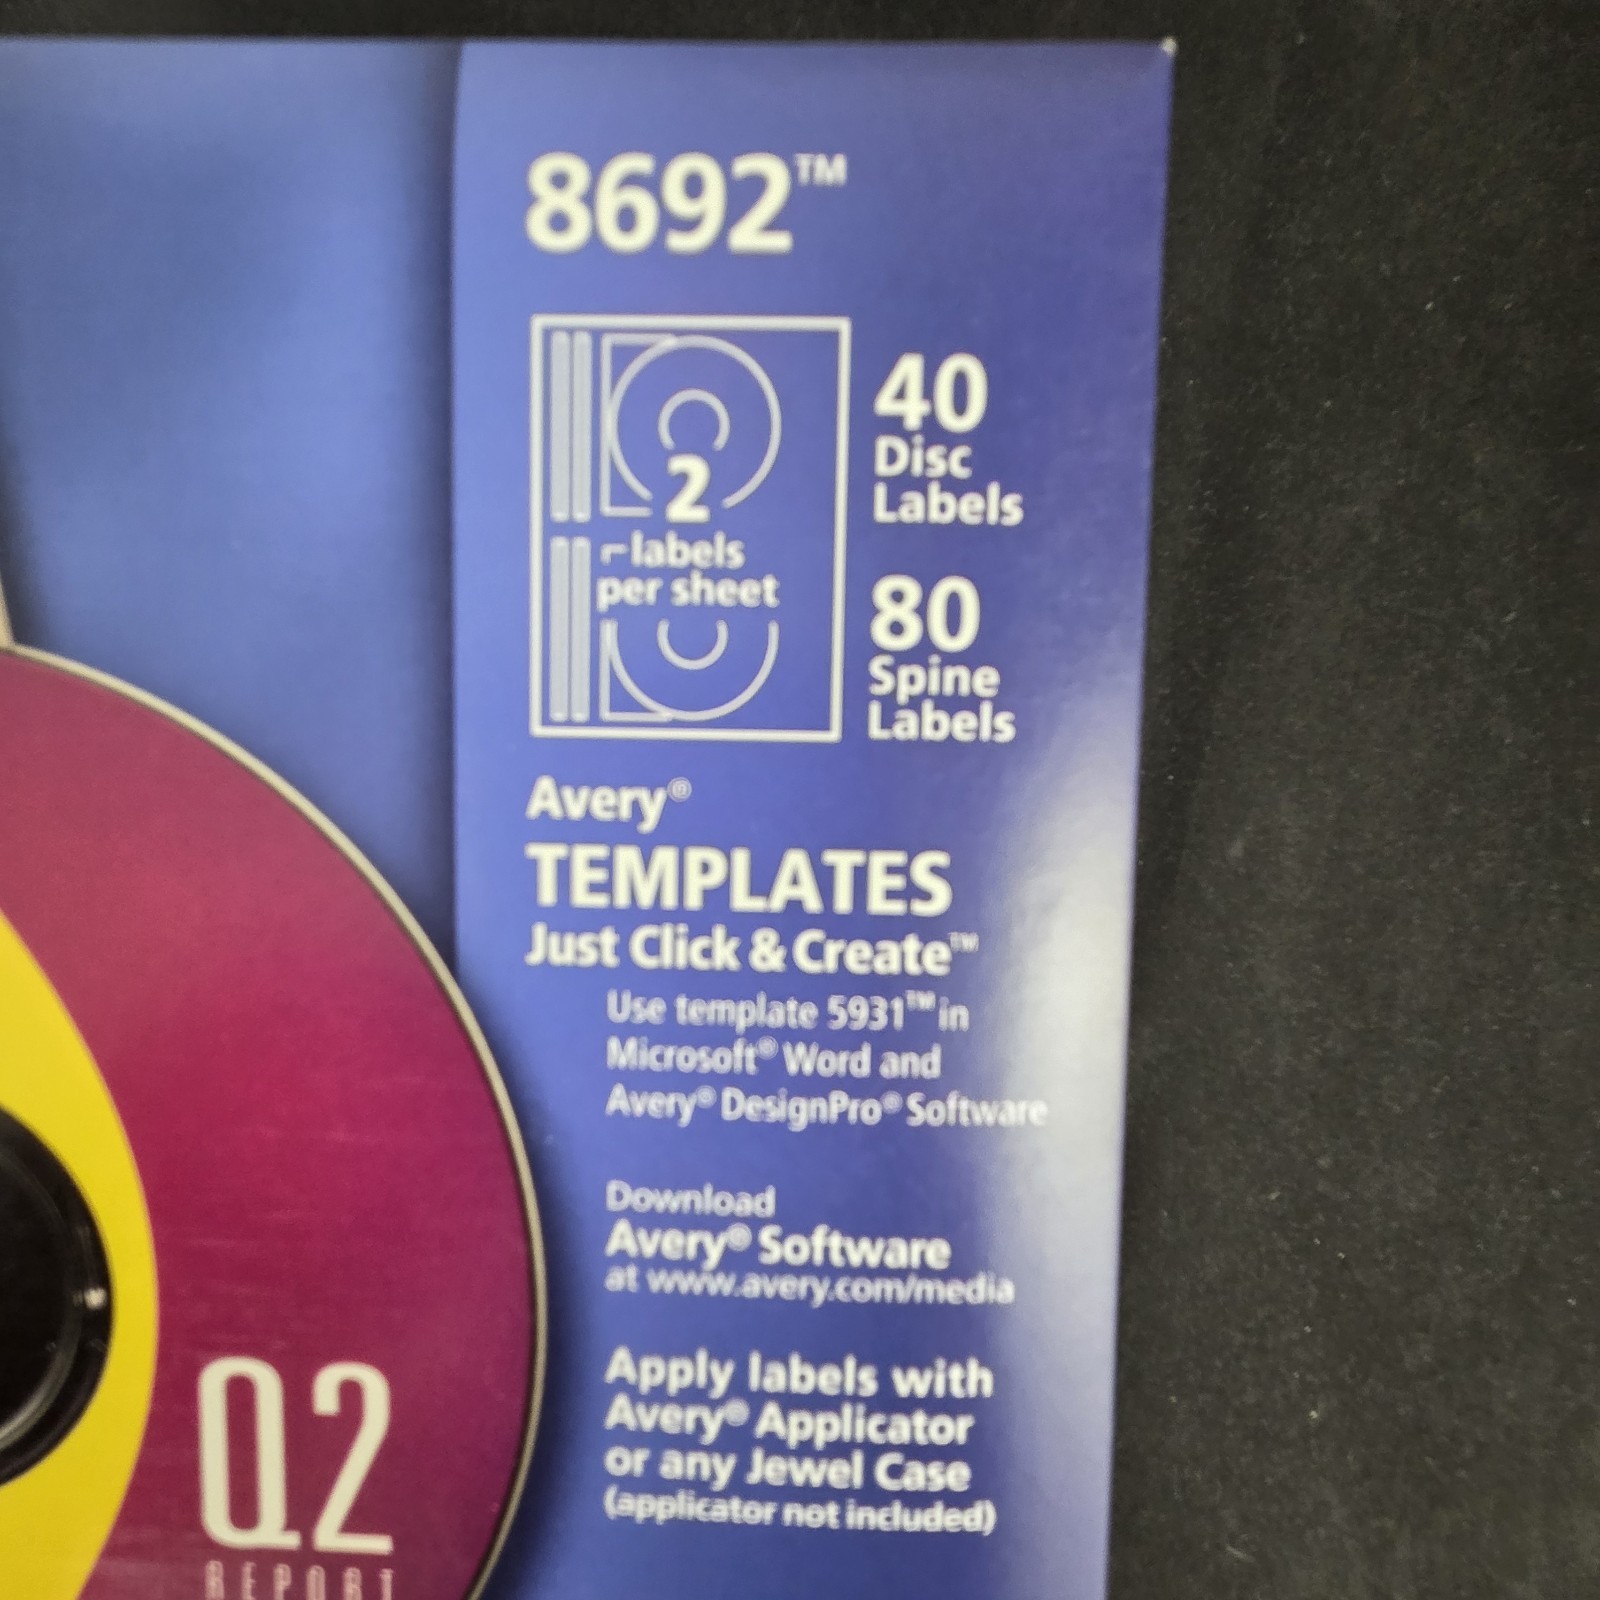 8692™
2
labels
per sheet
40
Disc
Labels
80
Spine
Labels
Avery®
TEMPLATES
Just Click & Create™
Use template 5931™ in
Microsoft® Word and
Avery® DesignPro® Software
Download
Avery® Software
at www.avery.com/media
Apply labels with
Avery® Applicator
or any Jewel Case
(applicator not included)
Q2
REPORT